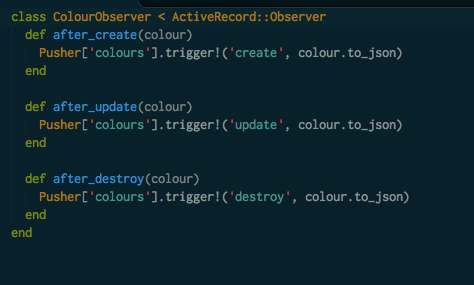 class ColourObserver < ActiveRecord::Observer
  def after_create(colour)
    Pusher['colours'].trigger!('create', colour.to_json)
  end

  def after_update(colour)
    Pusher['colours'].trigger!('update', colour.to_json)
  end

  def after_destroy(colour)
    Pusher['colours'].trigger!('destroy', colour.to_json)
  end
end